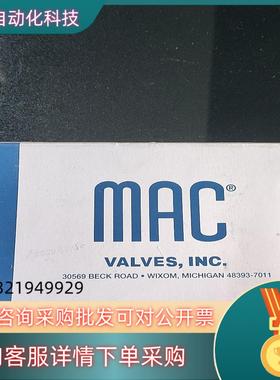 自动化科技
MAC®
VALVES, INC.
30569 BECK ROAD • WIXOM, MICHIGAN 48393-7011
321949929
咨询采购批发可对公开票
客服详情下单采购